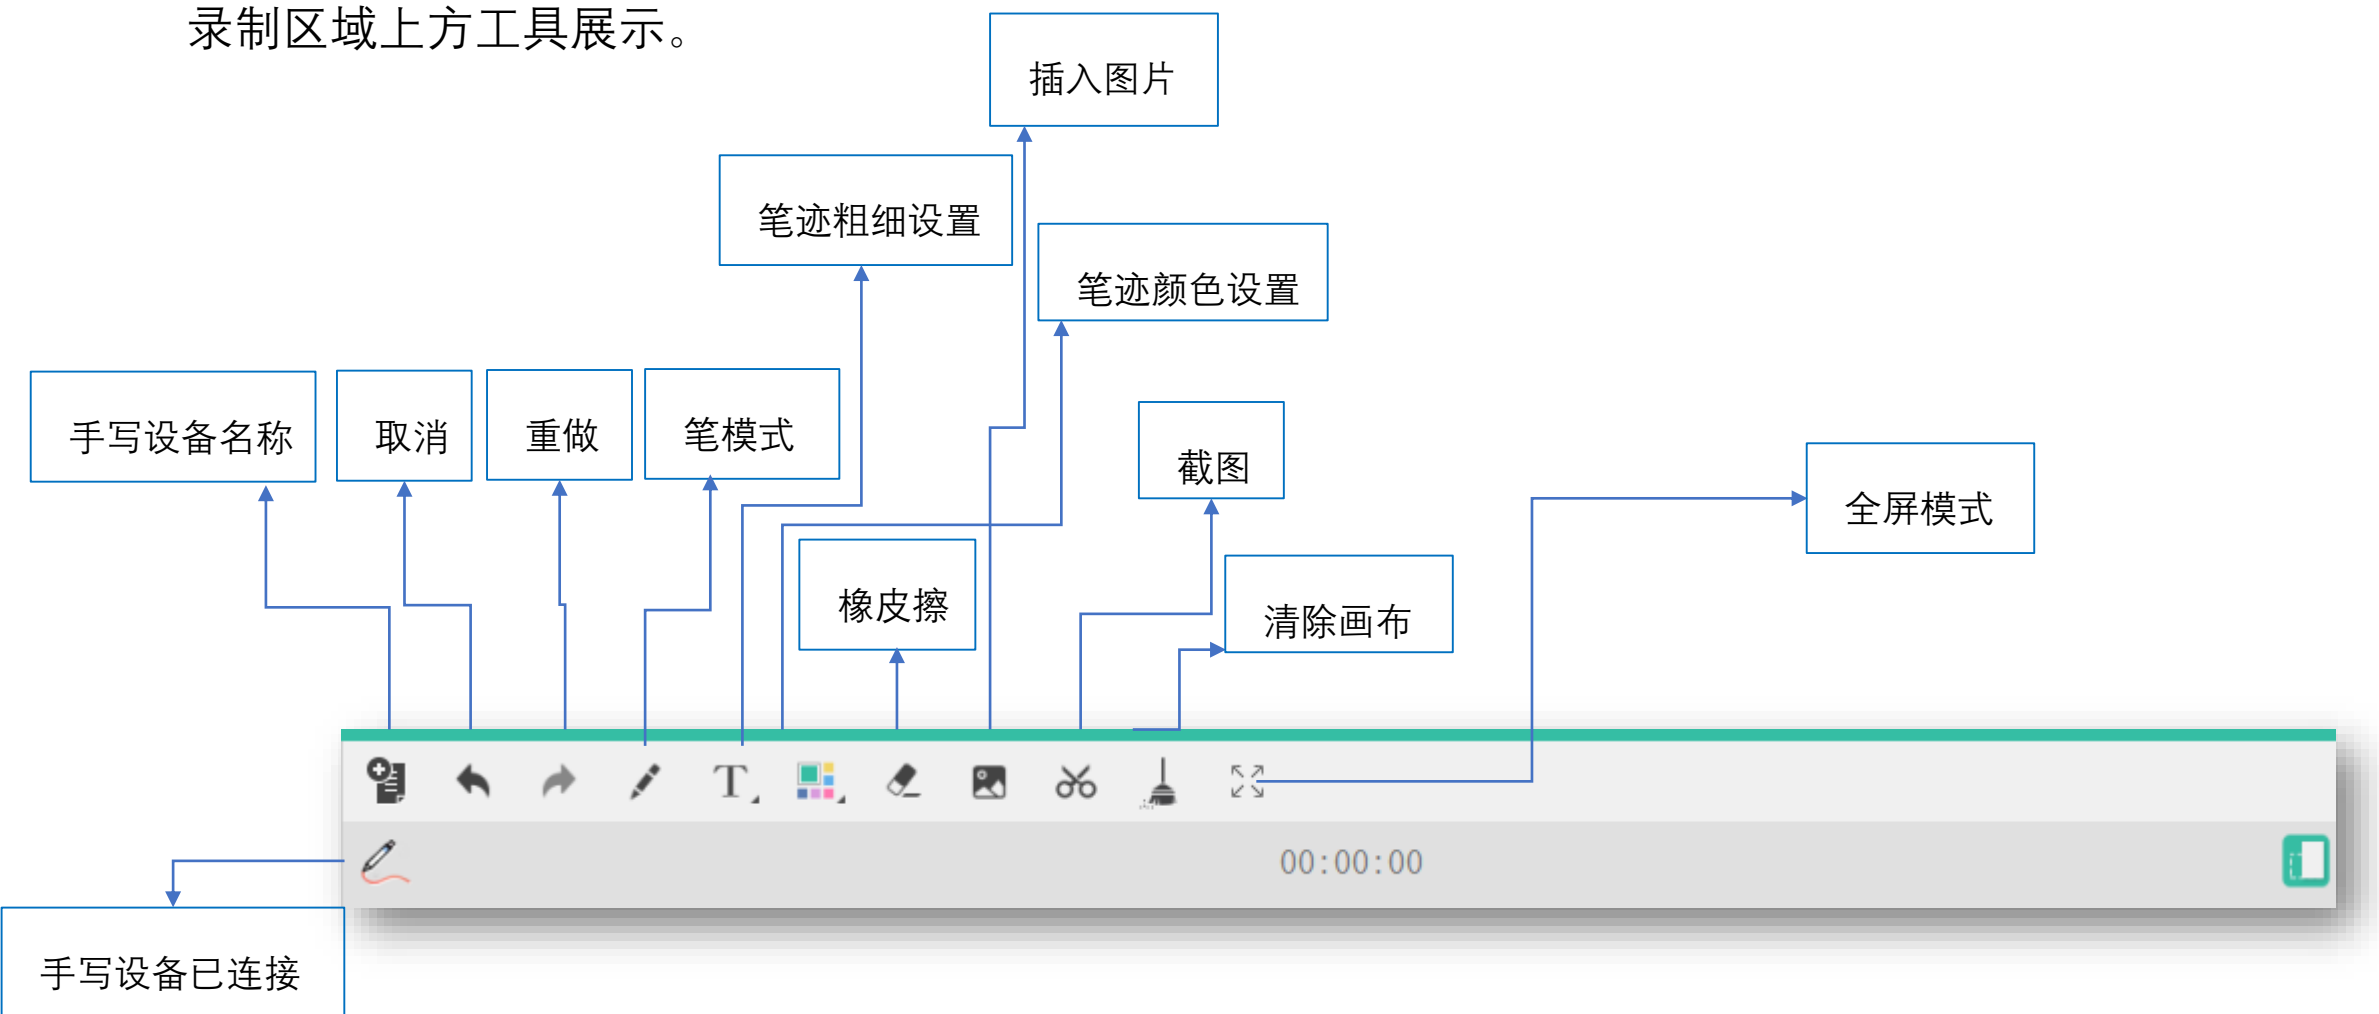 录制区域上方工具展示。
插入图片
笔迹粗细设置
笔迹颜色设置
手写设备名称
取消
重做
笔模式
截图
全屏模式
橡皮擦
清除画布
T
00:00:00
手写设备已连接